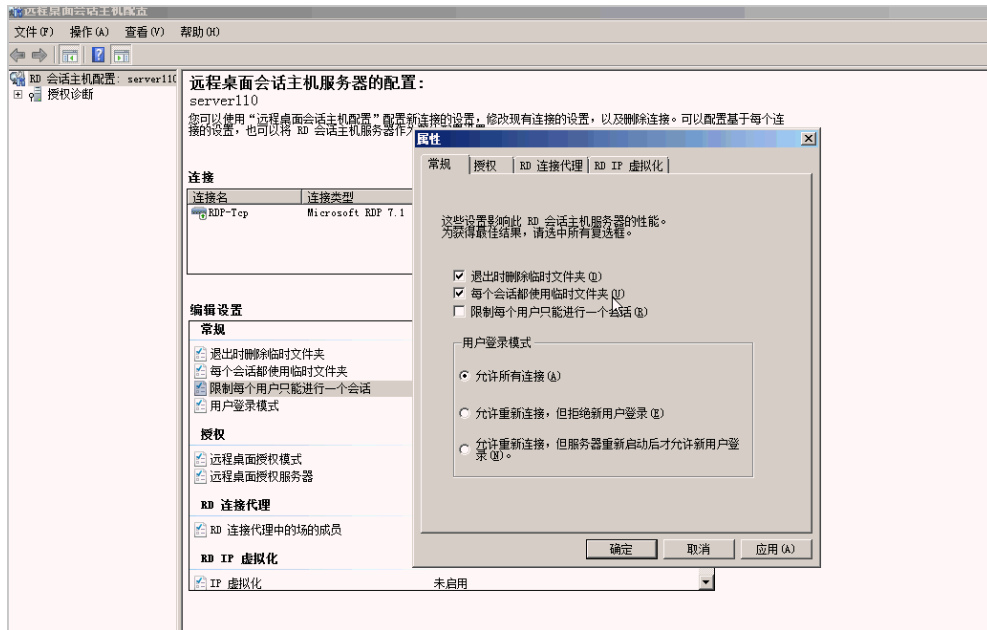 远程桌面会话主机配置
文件(F) 操作(A) 查看(V) 帮助(H)
RD 会话主机配置: server110
授权诊断
远程桌面会话主机服务器的配置:
server110
您可以使用“远程桌面会话主机配置”配置新连接的设置，修改现有连接的设置，以及删除连接。可以配置基于每个连
接的设置，也可以将 RD 会话主机服务器作为
连接
连接名 连接类型
RDP-Tcp Microsoft RDP 7.1
编辑设置
常规
退出时删除临时文件夹
每个会话都使用临时文件夹
限制每个用户只能进行一个会话
用户登录模式
授权
远程桌面授权模式
远程桌面授权服务器
RD 连接代理
RD 连接代理中的场的成员
RD IP 虚拟化
IP 虚拟化 未启用
属性
常规 授权 RD 连接代理 RD IP 虚拟化
这些设置影响此 RD 会话主机服务器的性能。
为获得最佳结果，请选中所有复选框。
退出时删除临时文件夹(D)
每个会话都使用临时文件夹(U)
限制每个用户只能进行一个会话(R)
用户登录模式
允许所有连接(A)
允许重新连接，但拒绝新用户登录(E)
允许重新连接，但服务器重新启动后才允许新用户登
录(N)。
确定 取消 应用(A)